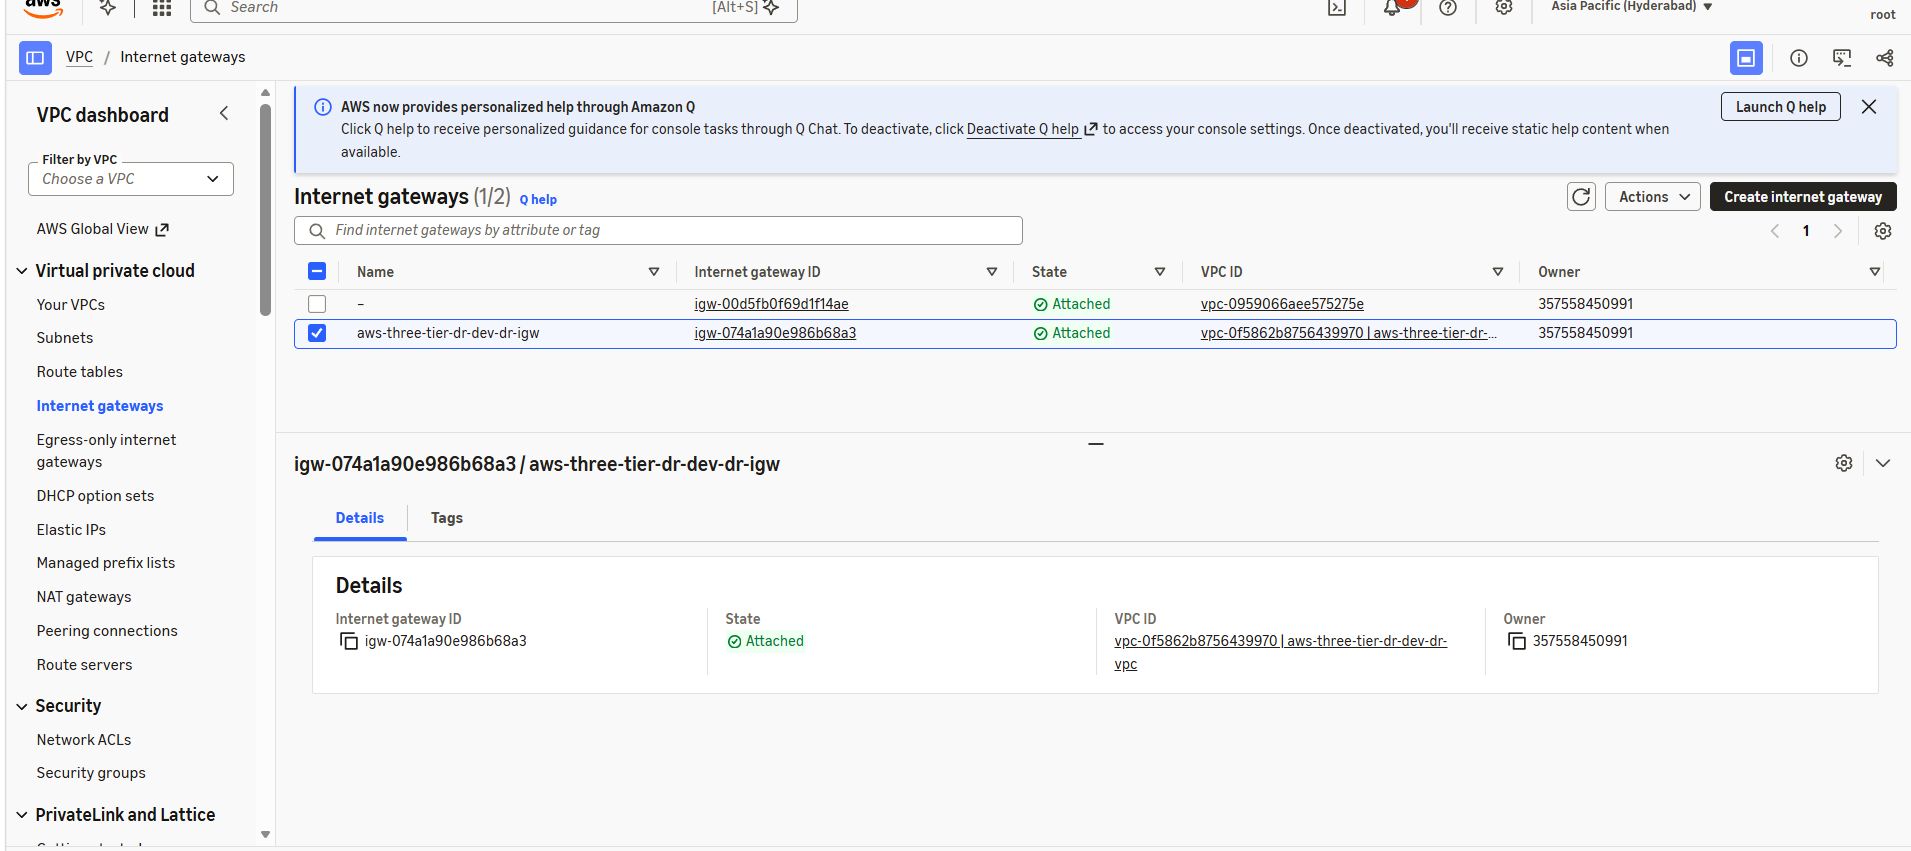 aws
Search
[Alt+S]
Asia Pacific (Hyderabad)
root
VPC / Internet gateways
VPC dashboard
Filter by VPC
Choose a VPC
AWS Global View
Virtual private cloud
Your VPCs
Subnets
Route tables
Internet gateways
Egress-only internet
gateways
DHCP option sets
Elastic IPs
Managed prefix lists
NAT gateways
Peering connections
Route servers
Security
Network ACLs
Security groups
PrivateLink and Lattice
AWS now provides personalized help through Amazon Q
Click Q help to receive personalized guidance for console tasks through Q Chat. To deactivate, click Deactivate Q help to access your console settings. Once deactivated, you'll receive static help content when
available.
Launch Q help
Internet gateways (1/2) Q help
Actions
Create internet gateway
Find internet gateways by attribute or tag
1
Name Internet gateway ID State VPC ID Owner
– igw-00d5fb0f69d1f14ae Attached vpc-0959066aee575275e 357558450991
aws-three-tier-dr-dev-dr-igw igw-074a1a90e986b68a3 Attached vpc-0f5862b8756439970 | aws-three-tier-dr-... 357558450991
igw-074a1a90e986b68a3 / aws-three-tier-dr-dev-dr-igw
Details Tags
Details
Internet gateway ID
igw-074a1a90e986b68a3
State
Attached
VPC ID
vpc-0f5862b8756439970 | aws-three-tier-dr-dev-dr-
vpc
Owner
357558450991